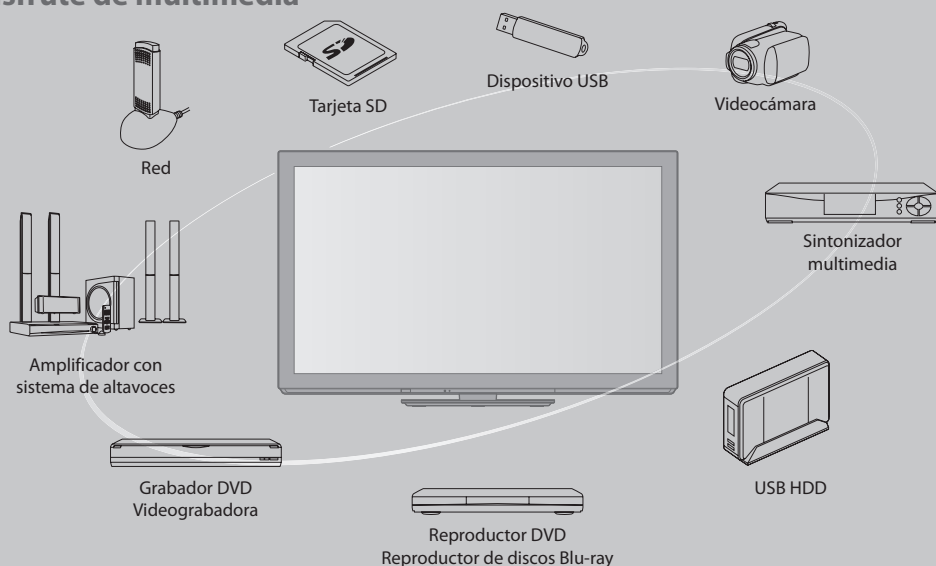 de multimedia
Tarjeta SD
Dispositivo USB
Videocámara
Red
Sintonizador
multimedia
Amplificador con
sistema de altavoces
USB HDD
Grabador DVD
Videograbadora
Reproductor DVD
Reproductor de discos Blu-ray